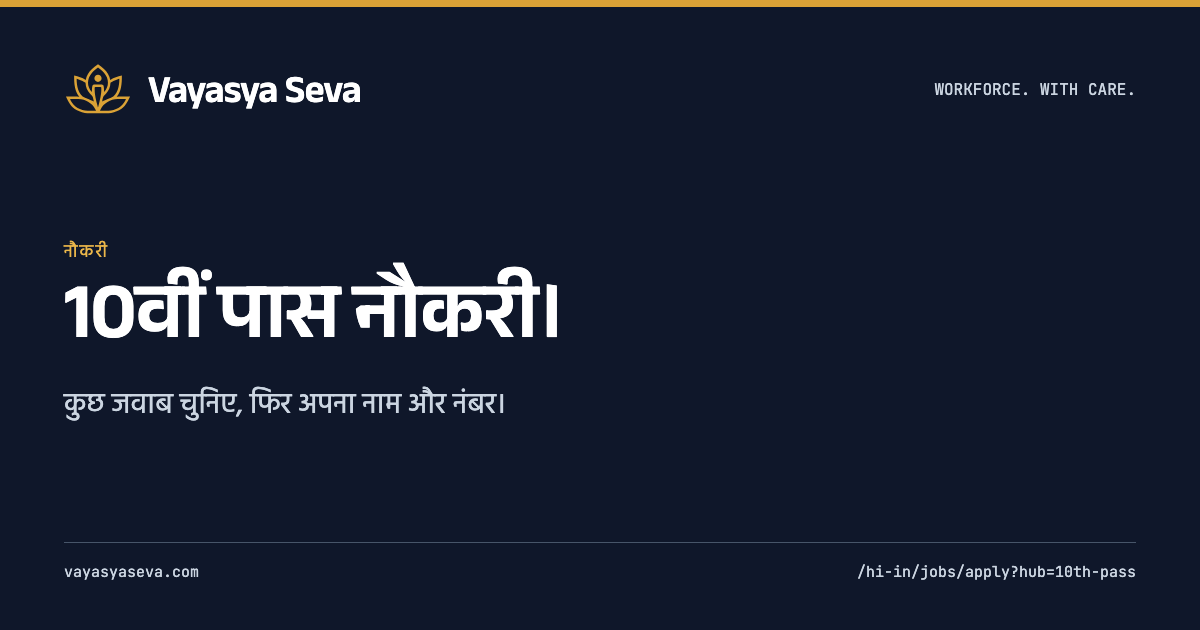 Vayasya Seva
WORKFORCE. WITH CARE.
नौकरी
10वीं पास नौकरी।
कुछ जवाब चुनिए, फिर अपना नाम और नंबर।
vayasyaseva.com
/hi-in/jobs/apply?hub=10th-pass